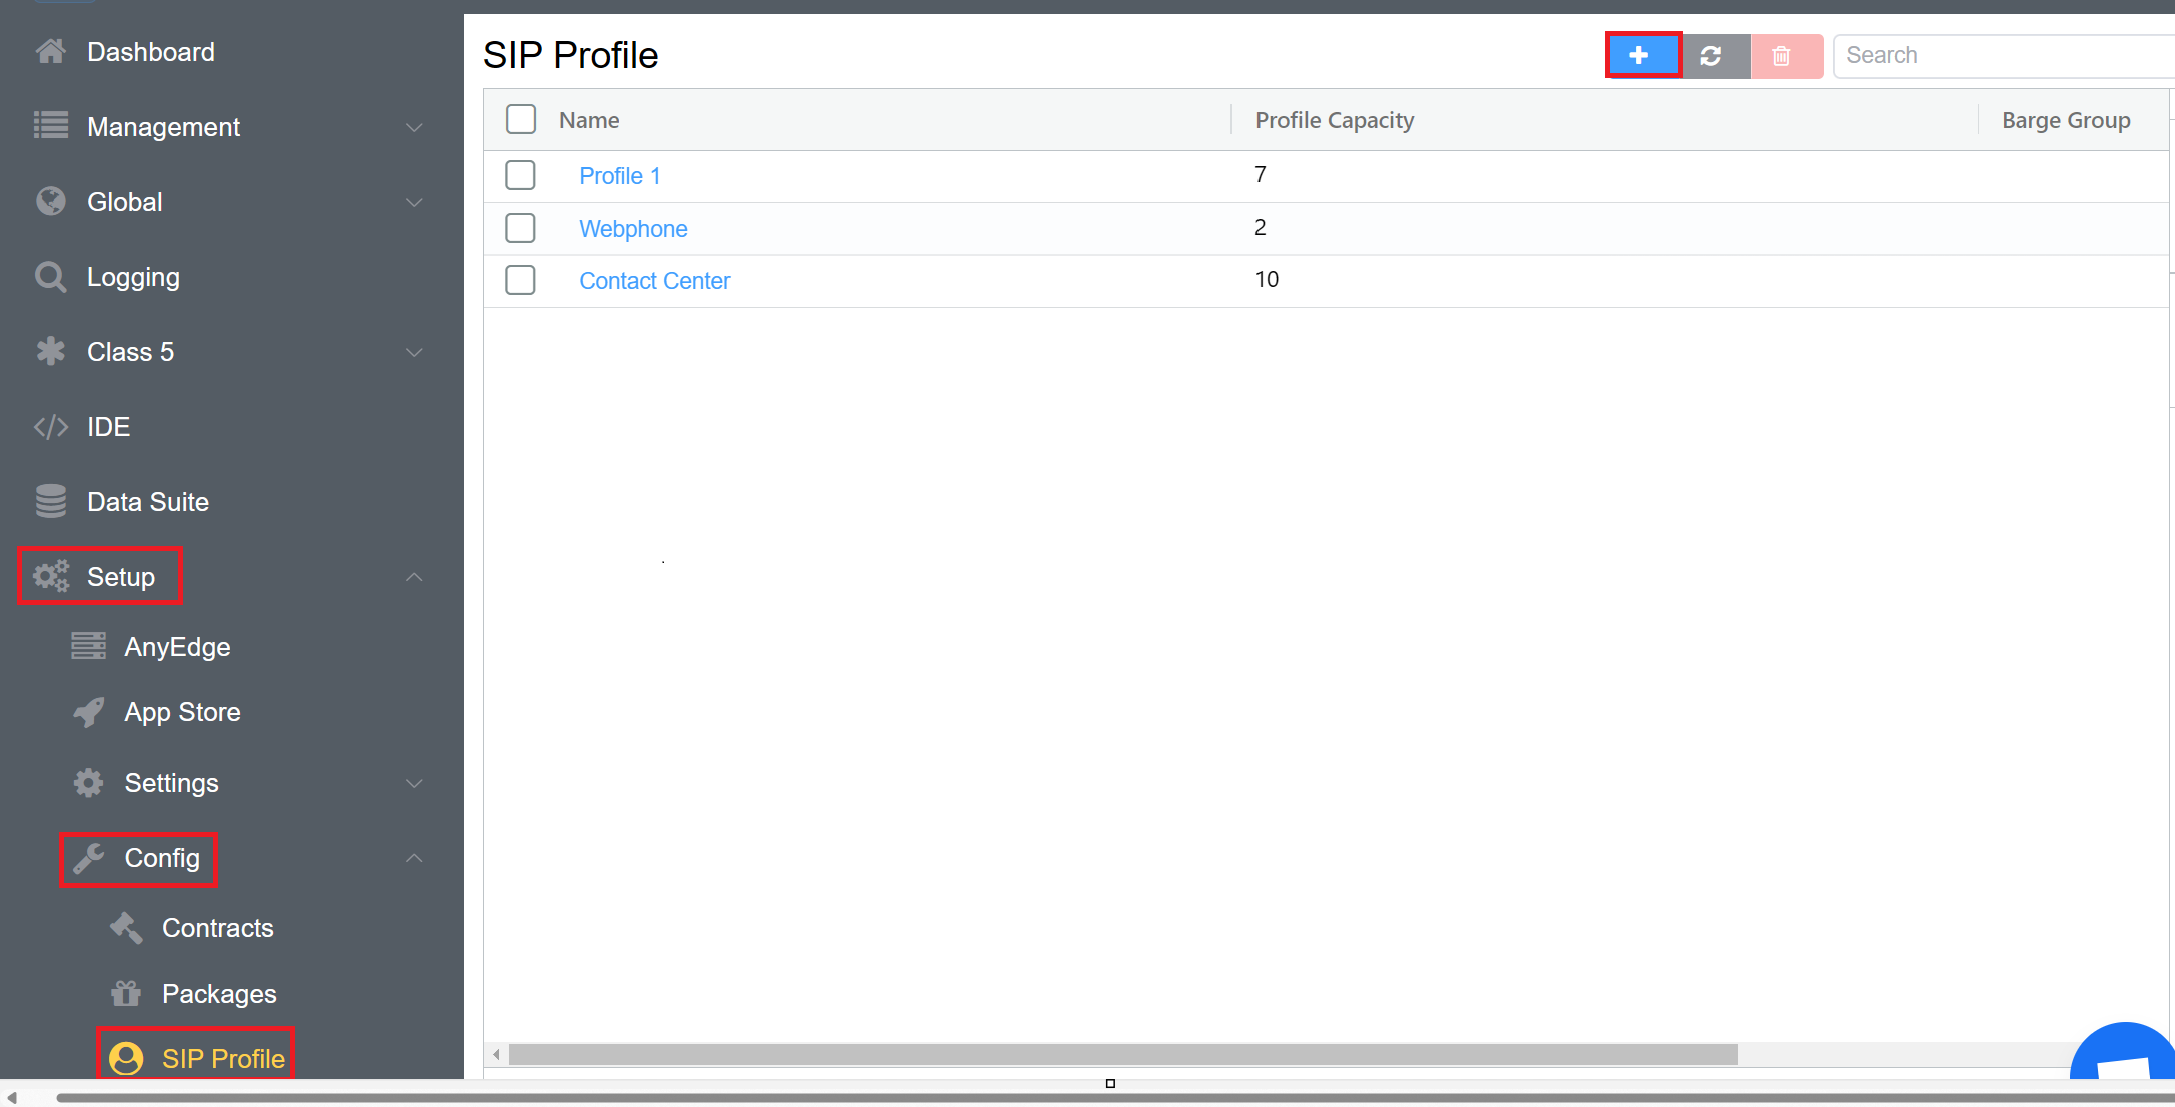 Dashboard
Management
Global
Logging
Class 5
IDE
Data Suite
Setup
AnyEdge
App Store
Settings
Config
Contracts
Packages
SIP Profile
SIP Profile
Search
Name Profile Capacity Barge Group
Profile 1 7
Webphone 2
Contact Center 10